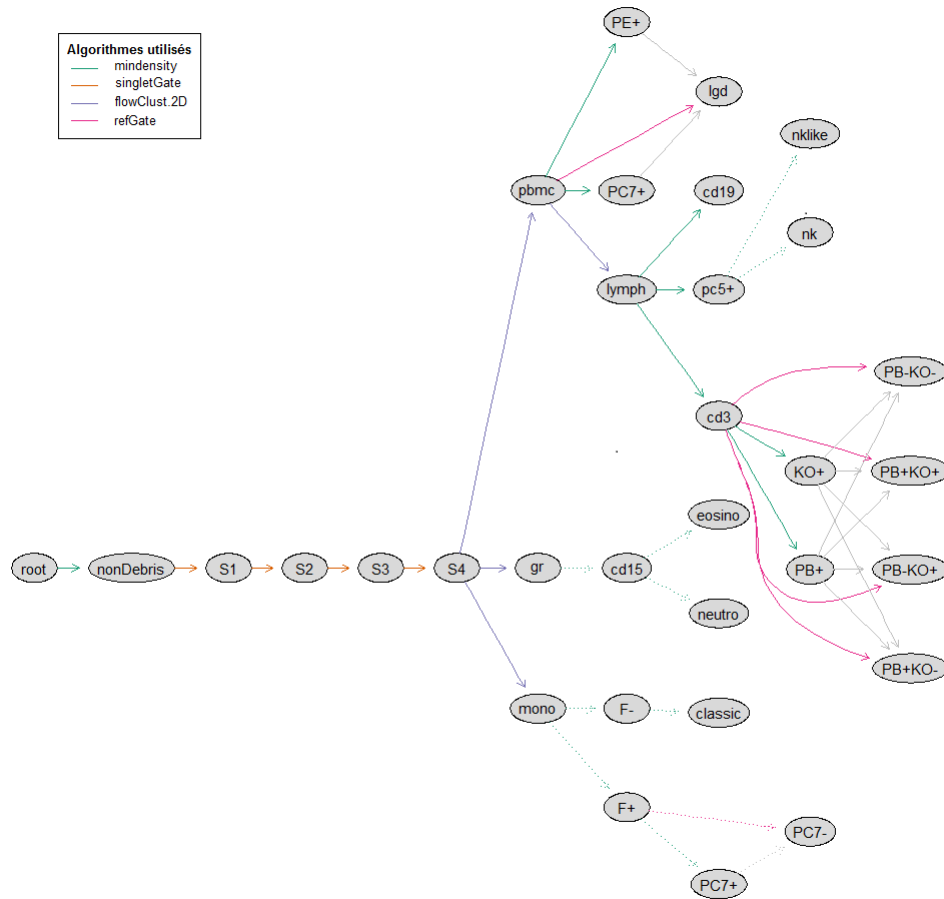 Algorithmes utilisés
mindensity
singletGate
flowClust.2D
refGate
PE+
lgd
nklike
pbmc
PC7+
cd19
nk
lymph
pc5+
PB-KO-
cd3
KO+
PB+KO+
eosino
root
nonDebris
S1
S2
S3
S4
gr
cd15
PB+
PB-KO+
neutro
PB+KO-
mono
F-
classic
F+
PC7-
PC7+